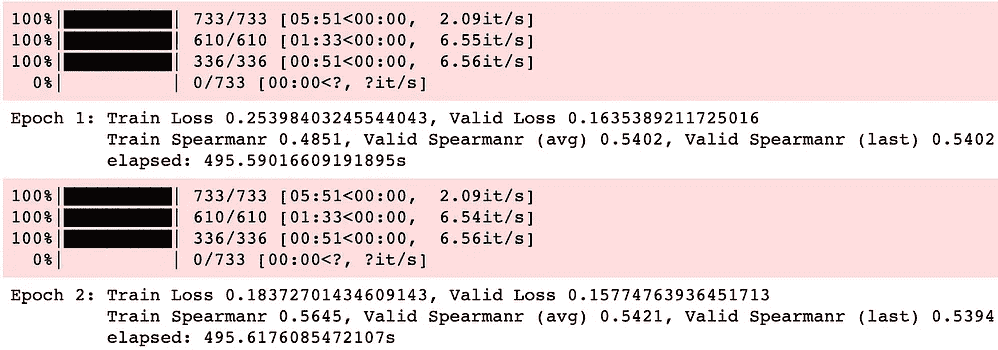 100%|██████████| 733/733 [05:51<00:00,  2.09it/s]
100%|██████████| 610/610 [01:33<00:00,  6.55it/s]
100%|██████████| 336/336 [00:51<00:00,  6.56it/s]
  0%|          | 0/733 [00:00<?, ?it/s]
Epoch 1: Train Loss 0.25398403245544043, Valid Loss 0.1635389211725016
Train Spearmanr 0.4851, Valid Spearmanr (avg) 0.5402, Valid Spearmanr (last) 0.5402
elapsed: 495.59016609191895s
100%|██████████| 733/733 [05:51<00:00,  2.09it/s]
100%|██████████| 610/610 [01:33<00:00,  6.54it/s]
100%|██████████| 336/336 [00:51<00:00,  6.56it/s]
  0%|          | 0/733 [00:00<?, ?it/s]
Epoch 2: Train Loss 0.18372701434609143, Valid Loss 0.15774763936451713
Train Spearmanr 0.5645, Valid Spearmanr (avg) 0.5421, Valid Spearmanr (last) 0.5394
elapsed: 495.6176085472107s